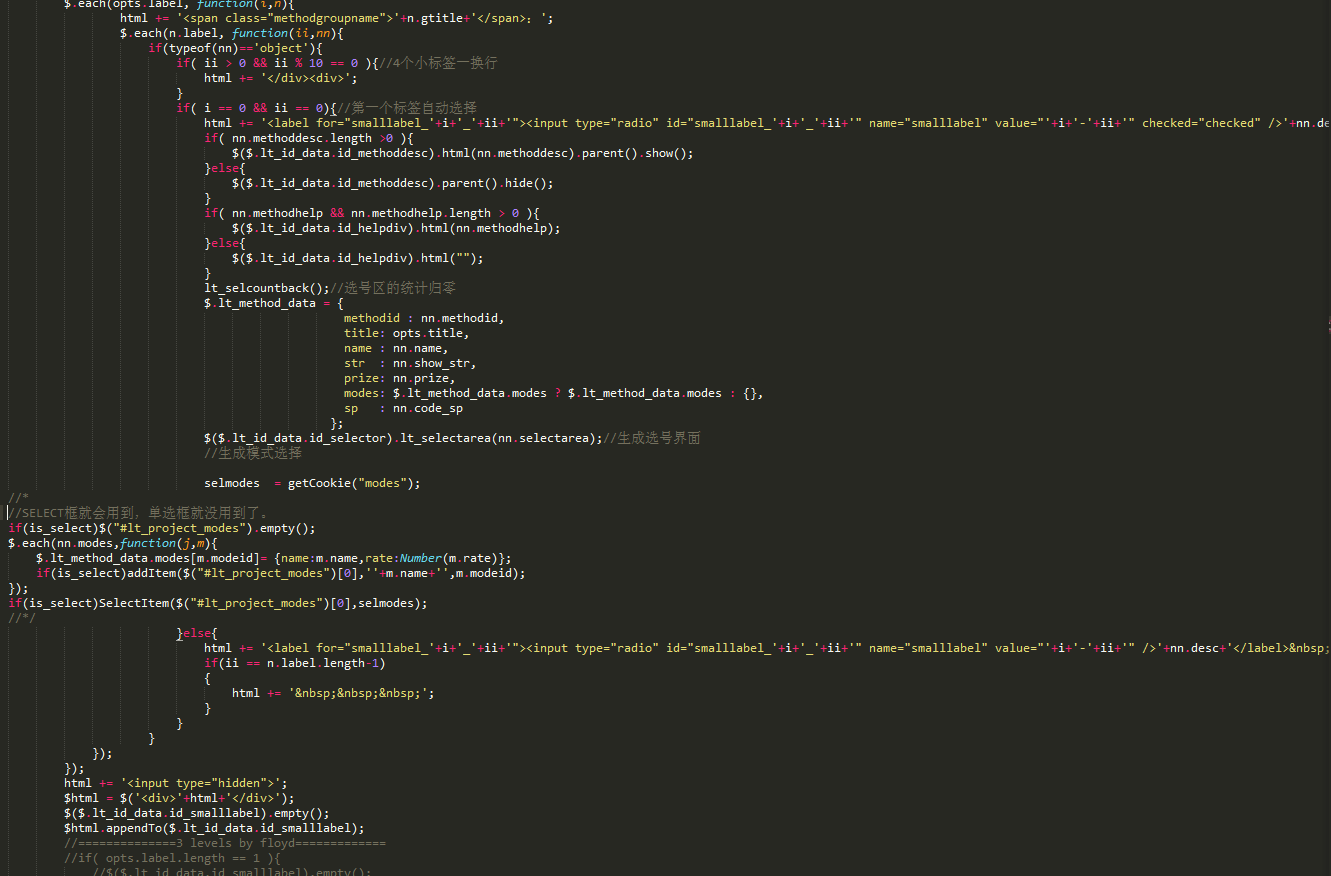 $.each(opts.label, function(i,n){
html += '<span class="methodgroupname">'+n.gtitle+'</span>：';
$.each(n.label, function(ii,nn){
if(typeof(nn)=='object'){
if( ii > 0 && ii % 10 == 0 ){//4个小标签一换行
html += '</div><div>';
}
if( i == 0 && ii == 0){//第一个标签自动选择
html += '<label for="smalllabel_'+i+'_'+ii+'"><input type="radio" id="smalllabel_'+i+'_'+ii+'" name="smalllabel" value="'+i+'-'+ii+'" checked="checked" />'+nn.de
if( nn.methoddesc.length >0 ){
$($.lt_id_data.id_methoddesc).html(nn.methoddesc).parent().show();
}else{
$($.lt_id_data.id_methoddesc).parent().hide();
}
if( nn.methodhelp && nn.methodhelp.length > 0 ){
$($.lt_id_data.id_helpdiv).html(nn.methodhelp);
}else{
$($.lt_id_data.id_helpdiv).html("");
}
lt_selcountback();//选号区的统计归零
$.lt_method_data = {
methodid : nn.methodid,
title: opts.title,
name : nn.name,
str  : nn.show_str,
prize: nn.prize,
modes: $.lt_method_data.modes ? $.lt_method_data.modes : {},
sp   : nn.code_sp
};
$($.lt_id_data.id_selector).lt_selectarea(nn.selectarea);//生成选号界面
//生成模式选择
selmodes  = getCookie("modes");
//*
//SELECT框就会用到, 单选框就没用到了。
if(is_select)$("#lt_project_modes").empty();
$.each(nn.modes,function(j,m){
$.lt_method_data.modes[m.modeid]= {name:m.name,rate:Number(m.rate)};
if(is_select)addItem($("#lt_project_modes")[0],''+m.name+'',m.modeid);
});
if(is_select)SelectItem($("#lt_project_modes")[0],selmodes);
//*/
}else{
html += '<label for="smalllabel_'+i+'_'+ii+'"><input type="radio" id="smalllabel_'+i+'_'+ii+'" name="smalllabel" value="'+i+'-'+ii+'" />'+nn.desc+'</label>&nbsp;
if(ii == n.label.length-1)
{
html += '&nbsp;&nbsp;&nbsp;';
}
}
}
});
});
html += '<input type="hidden">';
$html = $('<div>'+html+'</div>');
$($.lt_id_data.id_smalllabel).empty();
$html.appendTo($.lt_id_data.id_smalllabel);
//==============3 levels by floyd=============
//if( opts.label.length == 1 ){
//$($.lt_id_data.id_smalllabel).empty();